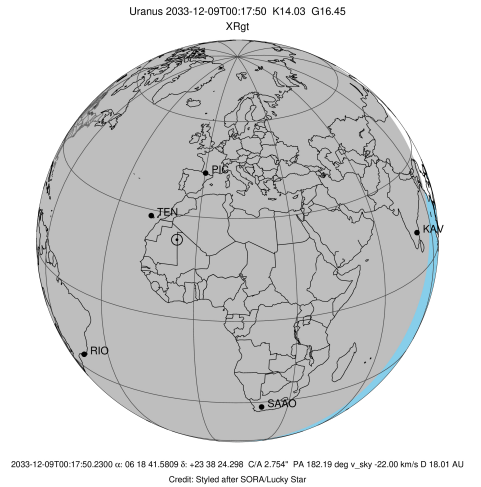 Uranus 2033-12-09T00:17:50 K14.03 G16.45
XRgt
PIC
TEN
KAV
RIO
SAAO
2033-12-09T00:17:50.2300 α: 06 18 41.5809 δ: +23 38 24.298 C/A 2.754" PA 182.19 deg v_sky -22.00 km/s D 18.01 AU
Credit: Styled after SORA/Lucky Star